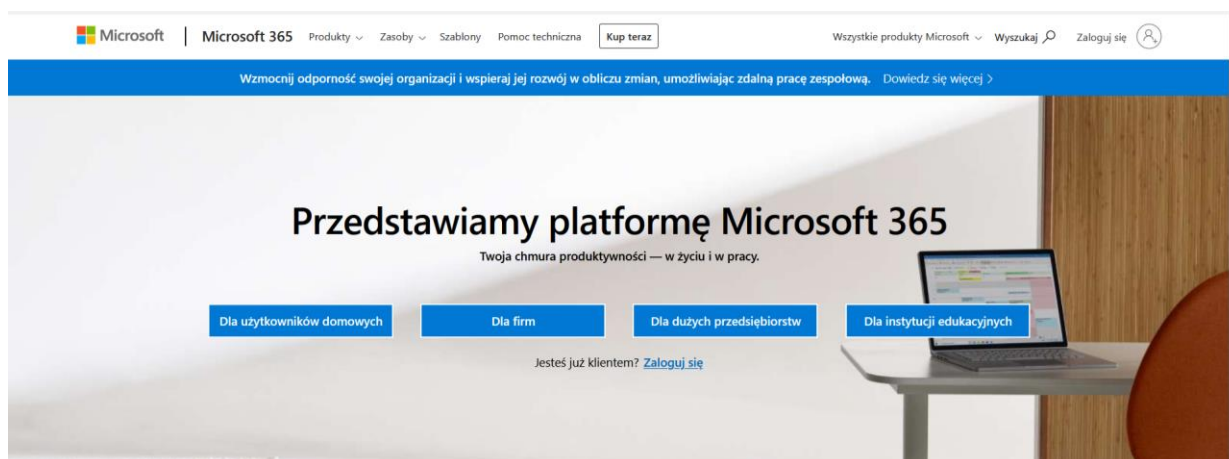 Microsoft
Microsoft 365 Produkty Zasoby Szablony Pomoc techniczna Kup teraz Wszystkie produkty Microsoft Wyszukaj Zaloguj się
Wzmocnij odporność swojej organizacji i wspieraj jej rozwój w obliczu zmian, umożliwiając zdalną pracę zespołową. Dowiedz się więcej >
Przedstawiamy platformę Microsoft 365
Twoja chmura produktywności — w życiu i w pracy.
Dla użytkowników domowych Dla firm Dla dużych przedsiębiorstw Dla instytucji edukacyjnych
Jesteś już klientem? Zaloguj się